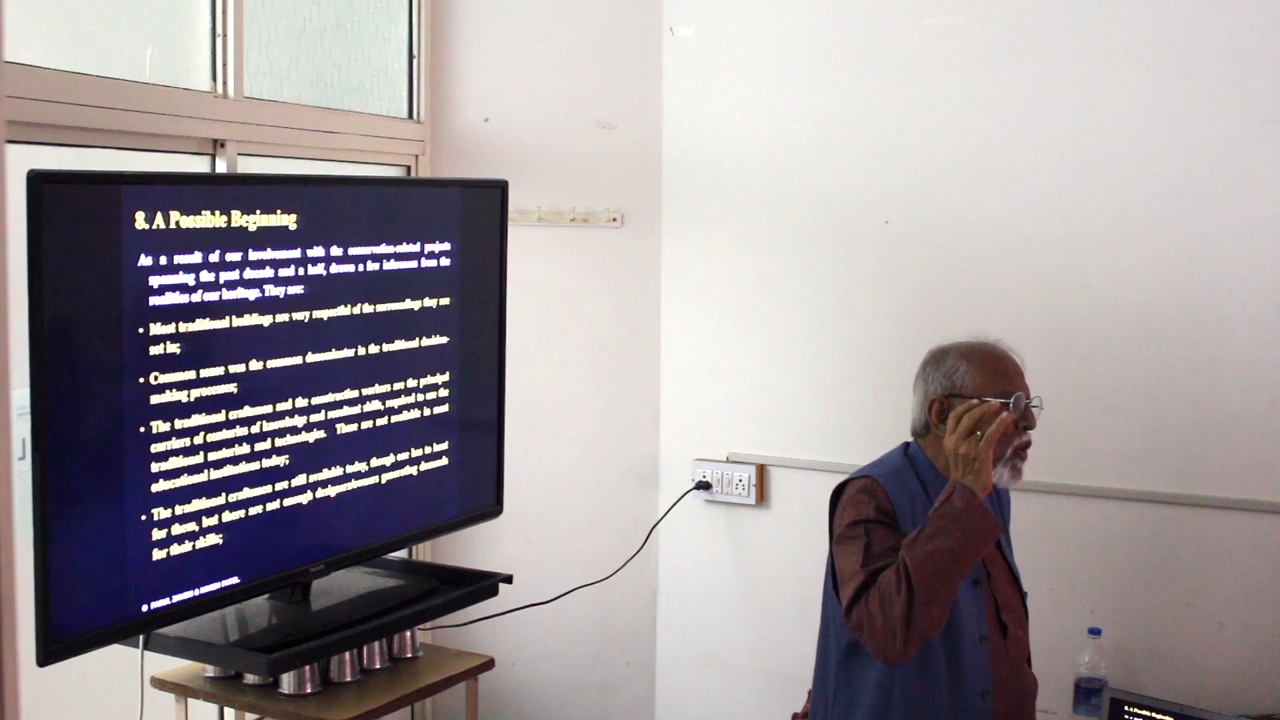 8. A Possible Beginning
As a result of our involvement with the conservation-related projects
spanning the past decade and a half, drawn a few inferences from the
realities of our heritage. They are:
• Most traditional buildings are very respectful of the surroundings they are
set in;
• Common sense was the common denominator in the traditional decision-
making processes;
• The traditional craftsmen and the construction workers are the principal
carriers of centuries of knowledge and resultant skills, required to use the
traditional materials and technologies. These are not available in most
educational institutions today;
• The traditional craftsmen are still available today, though one has to hunt
for them, but there are not enough designers/owners generating demands
for their skills;
8. A Possible Beginning